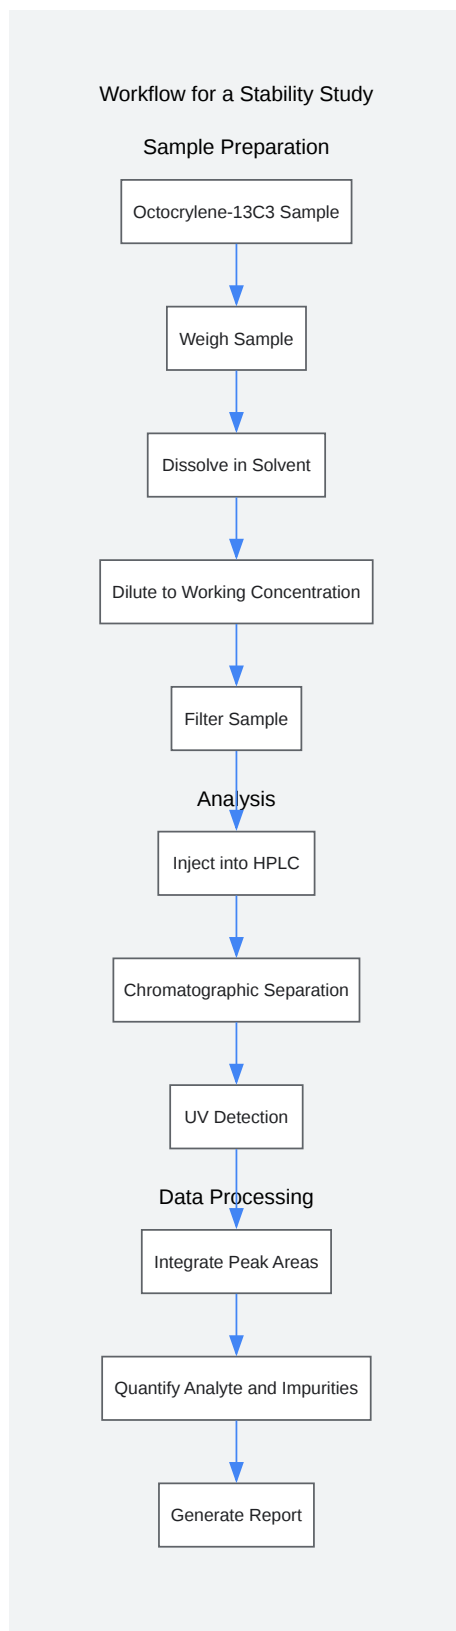 Workflow for a Stability Study
Sample Preparation
Octocrylene-13C3 Sample
Weigh Sample
Dissolve in Solvent
Dilute to Working Concentration
Filter Sample
Analysis
Inject into HPLC
Chromatographic Separation
UV Detection
Data Processing
Integrate Peak Areas
Quantify Analyte and Impurities
Generate Report